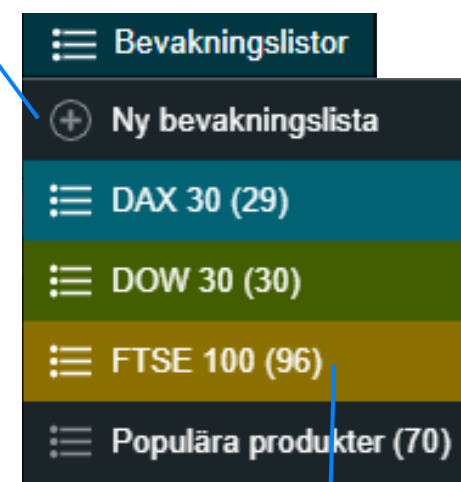 Bevakningslistor
Ny bevakningslista
DAX 30 (29)
DOW 30 (30)
FTSE 100 (96)
Populära produkter (70)